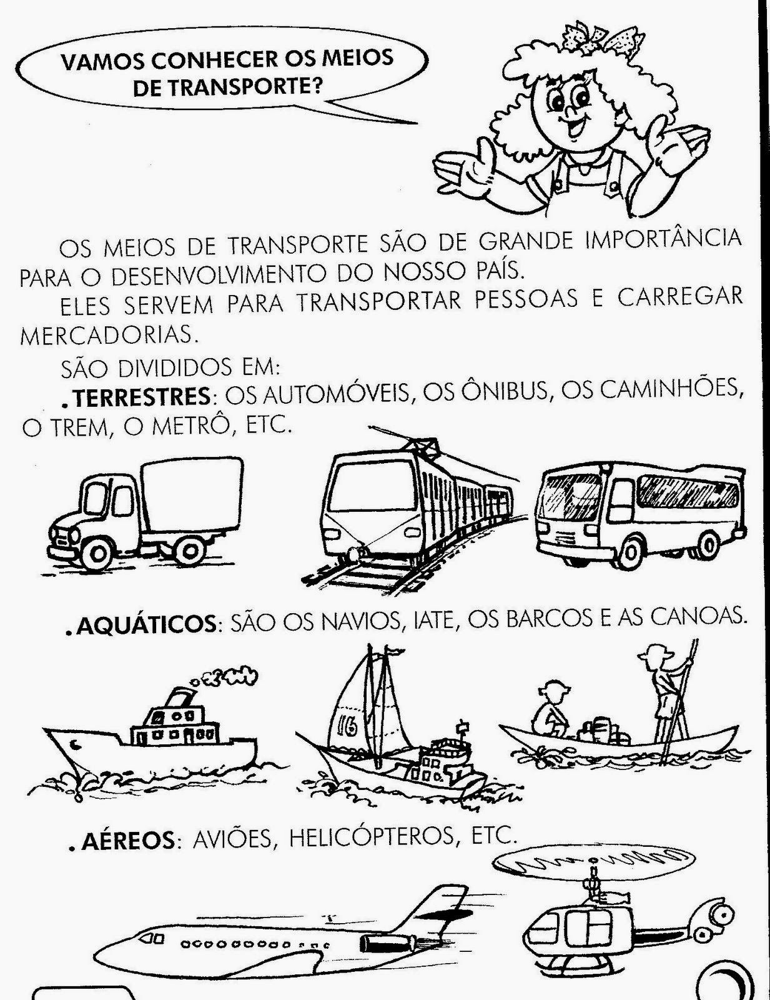 VAMOS CONHECER OS MEIOS
DE TRANSPORTE?
OS MEIOS DE TRANSPORTE SÃO DE GRANDE IMPORTÂNCIA
PARA O DESENVOLVIMENTO DO NOSSO PAÍS.
ELES SERVEM PARA TRANSPORTAR PESSOAS E CARREGAR
MERCADORIAS.
SÃO DIVIDIDOS EM:
.TERRESTRES: OS AUTOMÓVEIS, OS ÔNIBUS, OS CAMINHÕES,
O TREM, O METRÔ, ETC.
.AQUÁTICOS: SÃO OS NAVIOS, IATE, OS BARCOS E AS CANOAS.
16
.AÉREOS: AVIÕES, HELICÓPTEROS, ETC.